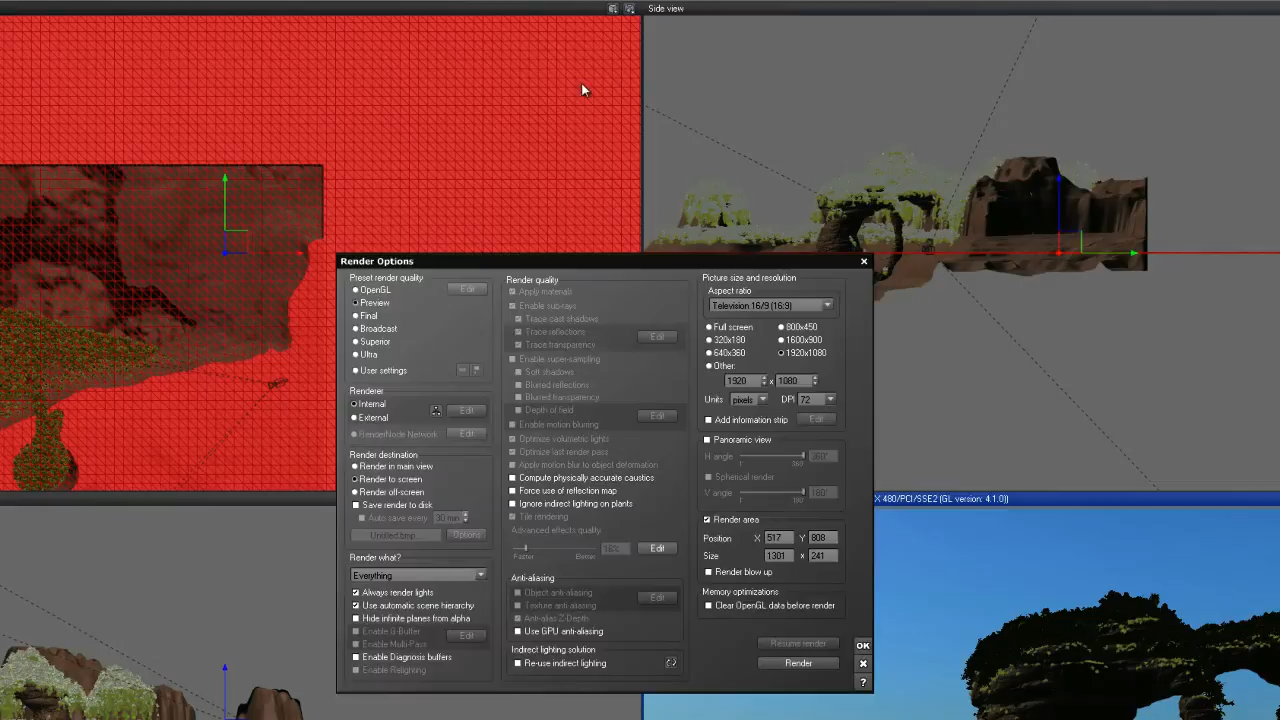 Side view
Render Options
Preset render quality
OpenGL
Edit
Preview
Final
Broadcast
Superior
Ultra
User settings
Renderer
Internal
Edit
External
RenderNode Network
Edit
Render destination
Render in main view
Render to screen
Render off-screen
Save render to disk
Auto save every 30 min
Untitled.bmp...
Options
Render what?
Everything
Always render lights
Use automatic scene hierarchy
Hide infinite planes from alpha
Enable G-Buffer
Enable Multi-Pass
Edit
Enable Diagnosis buffers
Enable Relighting
Render quality
Apply materials
Enable sub-rays
Trace cast shadows
Trace reflections
Edit
Trace transparency
Enable super-sampling
Soft shadows
Blurred reflections
Blurred transparency
Depth of field
Edit
Enable motion blurring
Optimize volumetric lights
Optimize last render pass
Apply motion blur to object deformation
Compute physically accurate caustics
Force use of reflection map
Ignore indirect lighting on plants
Tile rendering
Advanced effects quality
16%
Edit
Faster Better
Anti-aliasing
Object anti-aliasing
Edit
Texture anti-aliasing
Anti-alias Z-Depth
Use GPU anti-aliasing
Indirect lighting solution
Re-use indirect lighting
Picture size and resolution
Aspect ratio
Television 16/9 (16:9)
Full screen 800x450
320x180 1600x900
640x360 1920x1080
Other:
1920 x 1080
Units pixels DPI 72
Add information strip Edit
Panoramic view
H angle 360°
I 360
Spherical render
V angle 180°
I 180
Render area
Position X 517 Y 808
Size 1301 x 241
Render blow up
Memory optimizations
Clear OpenGL data before render
Resume render
OK
Render
?
X 480/PCI/SSE2 (GL version: 4.1.0))